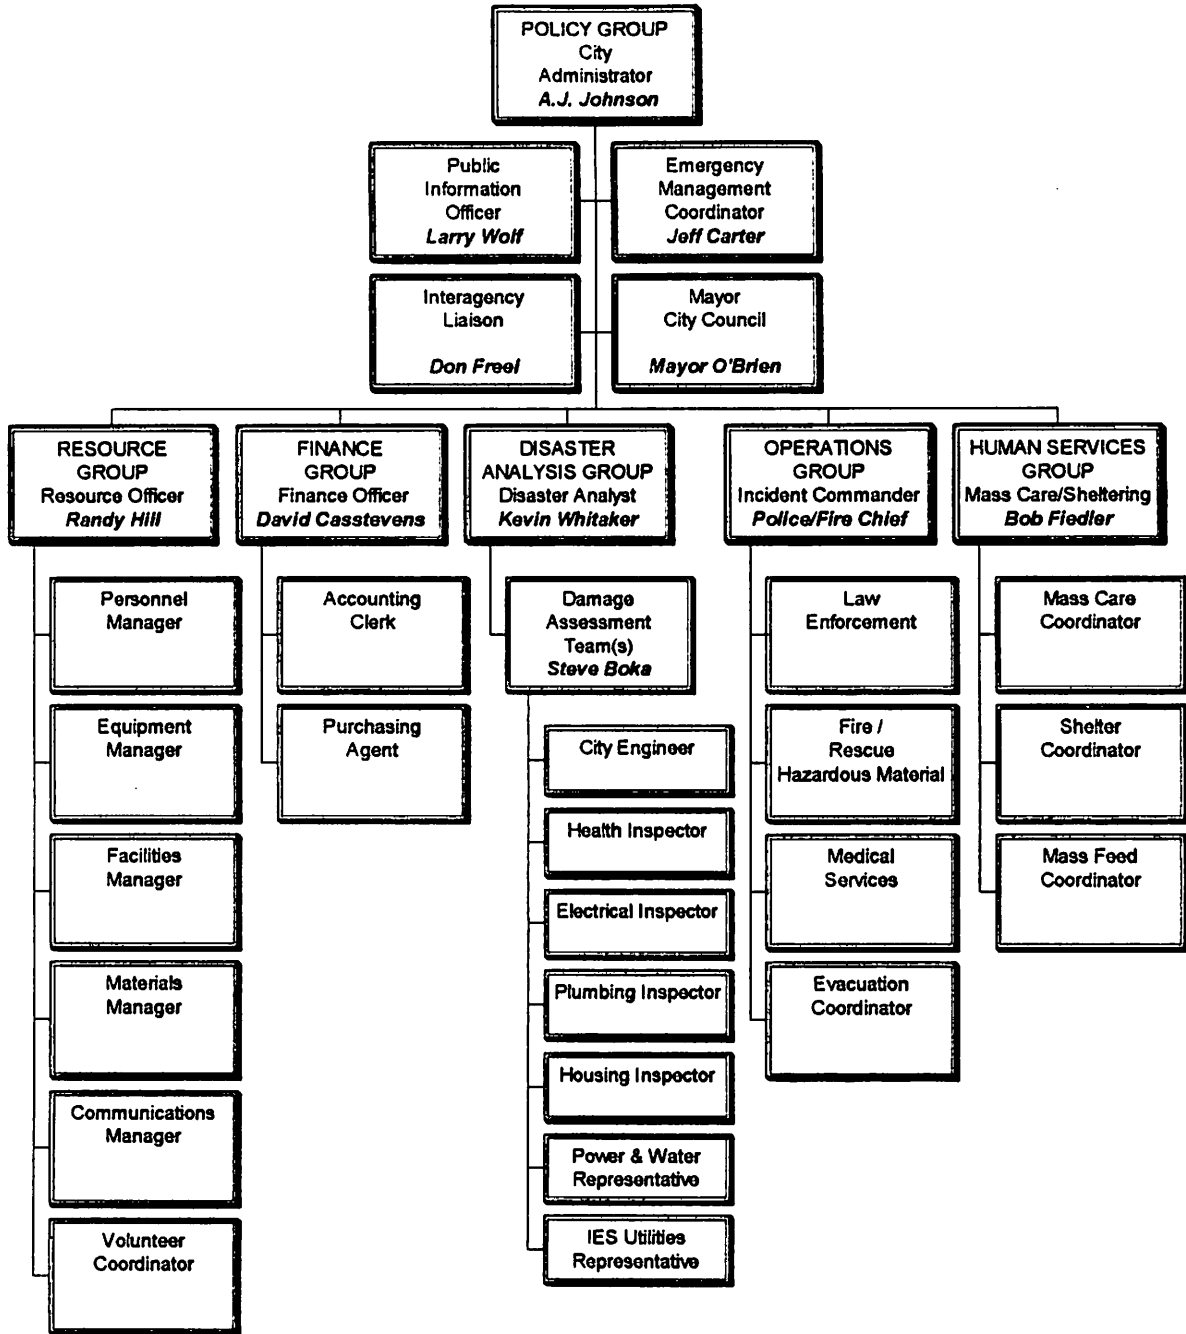 POLICY GROUP
City
Administrator
A.J. Johnson
Public
Information
Officer
Larry Wolf
Emergency
Management
Coordinator
Jeff Carter
Interagency
Liaison
Don Freel
Mayor
City Council
Mayor O'Brien
RESOURCE
GROUP
Resource Officer
Randy Hill
FINANCE
GROUP
Finance Officer
David Casstevens
DISASTER
ANALYSIS GROUP
Disaster Analyst
Kevin Whitaker
OPERATIONS
GROUP
Incident Commander
Police/Fire Chief
HUMAN SERVICES
GROUP
Mass Care/Sheltering
Bob Fiedler
Personnel
Manager
Equipment
Manager
Facilities
Manager
Materials
Manager
Communications
Manager
Volunteer
Coordinator
Accounting
Clerk
Purchasing
Agent
Damage
Assessment
Team(s)
Steve Boka
City Engineer
Health Inspector
Electrical Inspector
Plumbing Inspector
Housing Inspector
Power & Water
Representative
IES Utilities
Representative
Law
Enforcement
Fire /
Rescue
Hazardous Material
Medical
Services
Evacuation
Coordinator
Mass Care
Coordinator
Shelter
Coordinator
Mass Feed
Coordinator